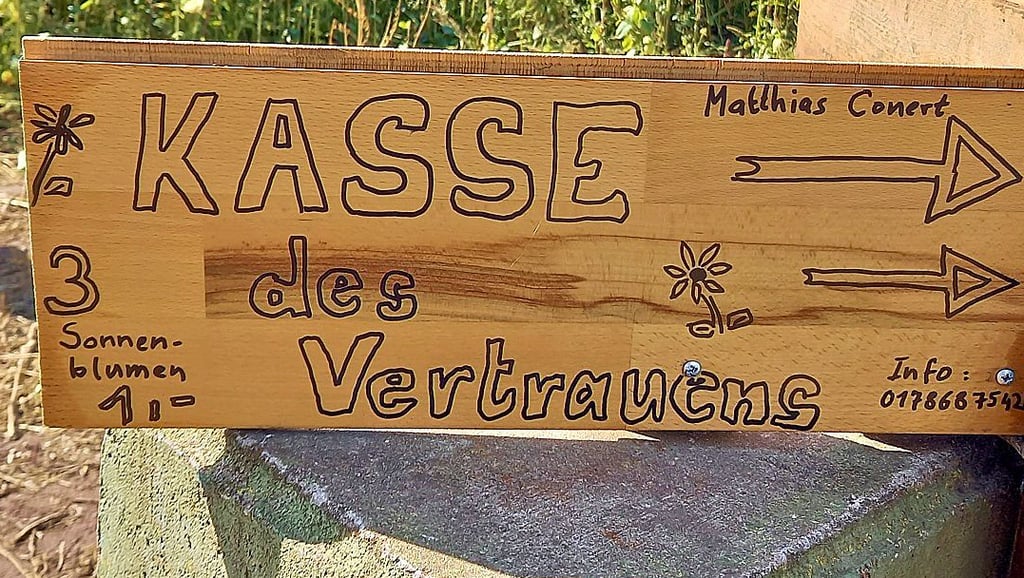 Matthias Conert
KASSE
3
des
Sonnen-
blumen
1,-
Vertrauens
Info:
0178687542